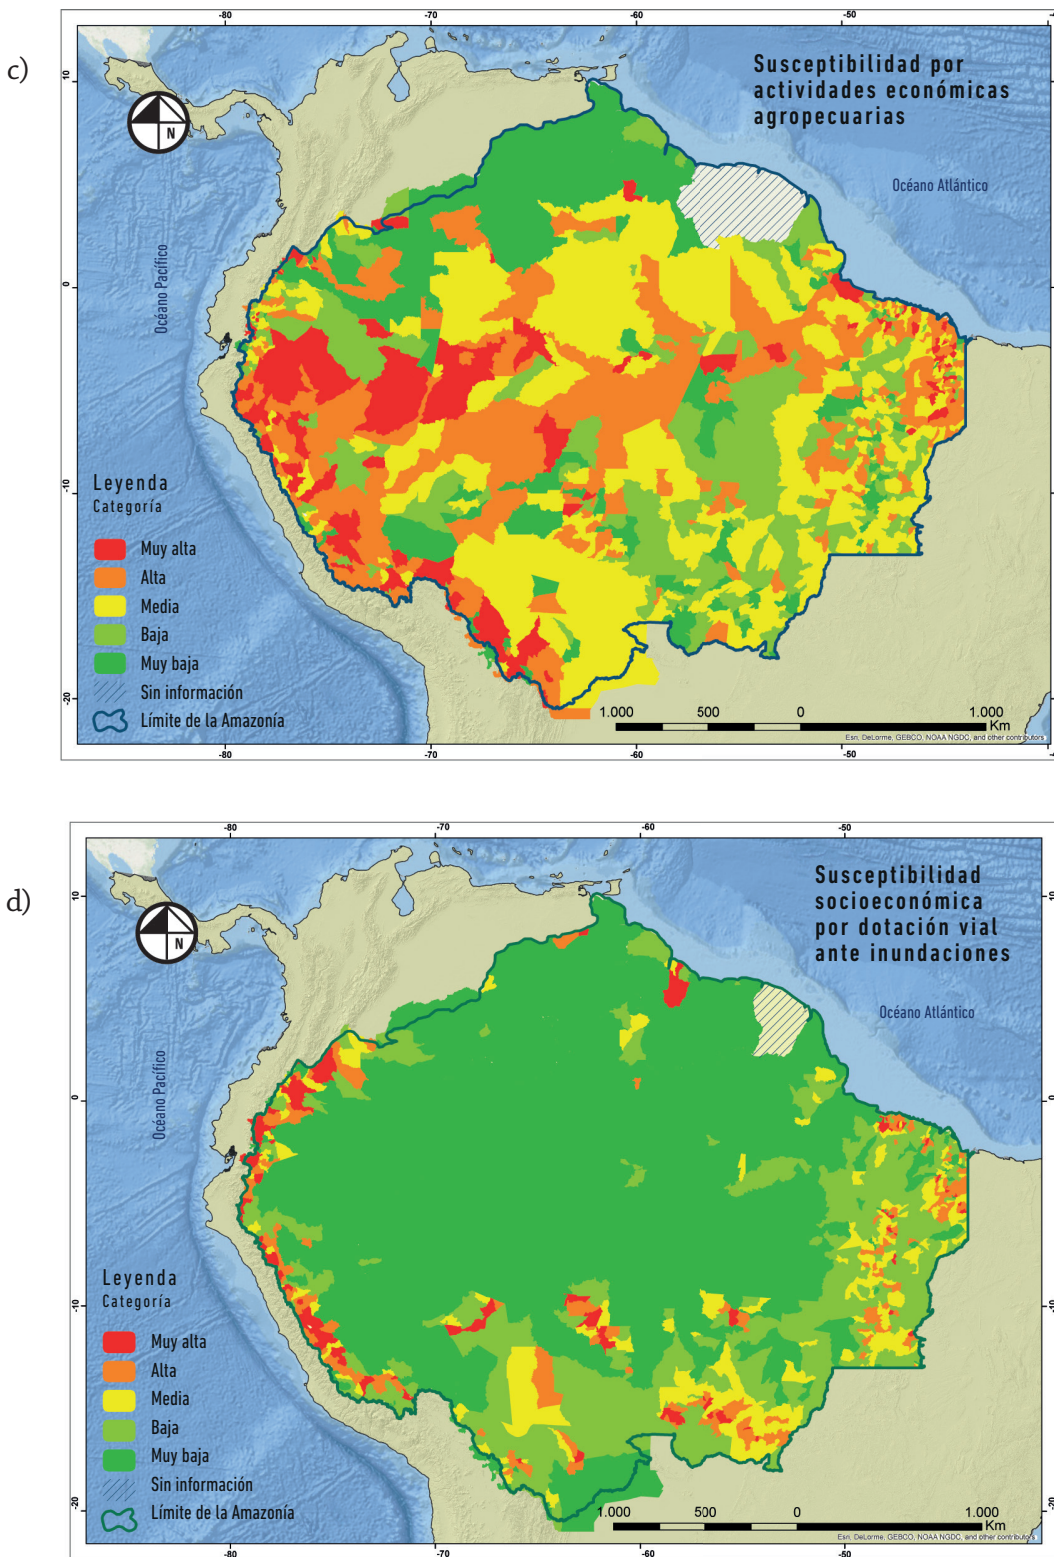 c)
-80
-70
-60
-50
Susceptibilidad por
actividades económicas
agropecuarias
10
N
Océano Atlántico
Océano Pacífico
0
Leyenda
Categoría
-10
Muy alta
Alta
Media
Baja
Muy baja
Sin información
Límite de la Amazonía
-20
1.000
500
0
1.000
Km
Esri, DeLorme, GEBCO, NOAA NGDC, and other contributors
-80
-70
-60
-50
d)
-80
-70
-60
-50
Susceptibilidad
socioeconómica
por dotación vial
ante inundaciones
10
10
N
Océano Atlántico
Océano Pacífico
0
0
Leyenda
Categoría
-10
-10
Muy alta
Alta
Media
Baja
Muy baja
Sin información
Límite de la Amazonía
-20
-20
1.000
500
0
1.000
Km
Esri, DeLorme, GEBCO, NOAA NGDC, and other contributors
-80
-70
-60
-50